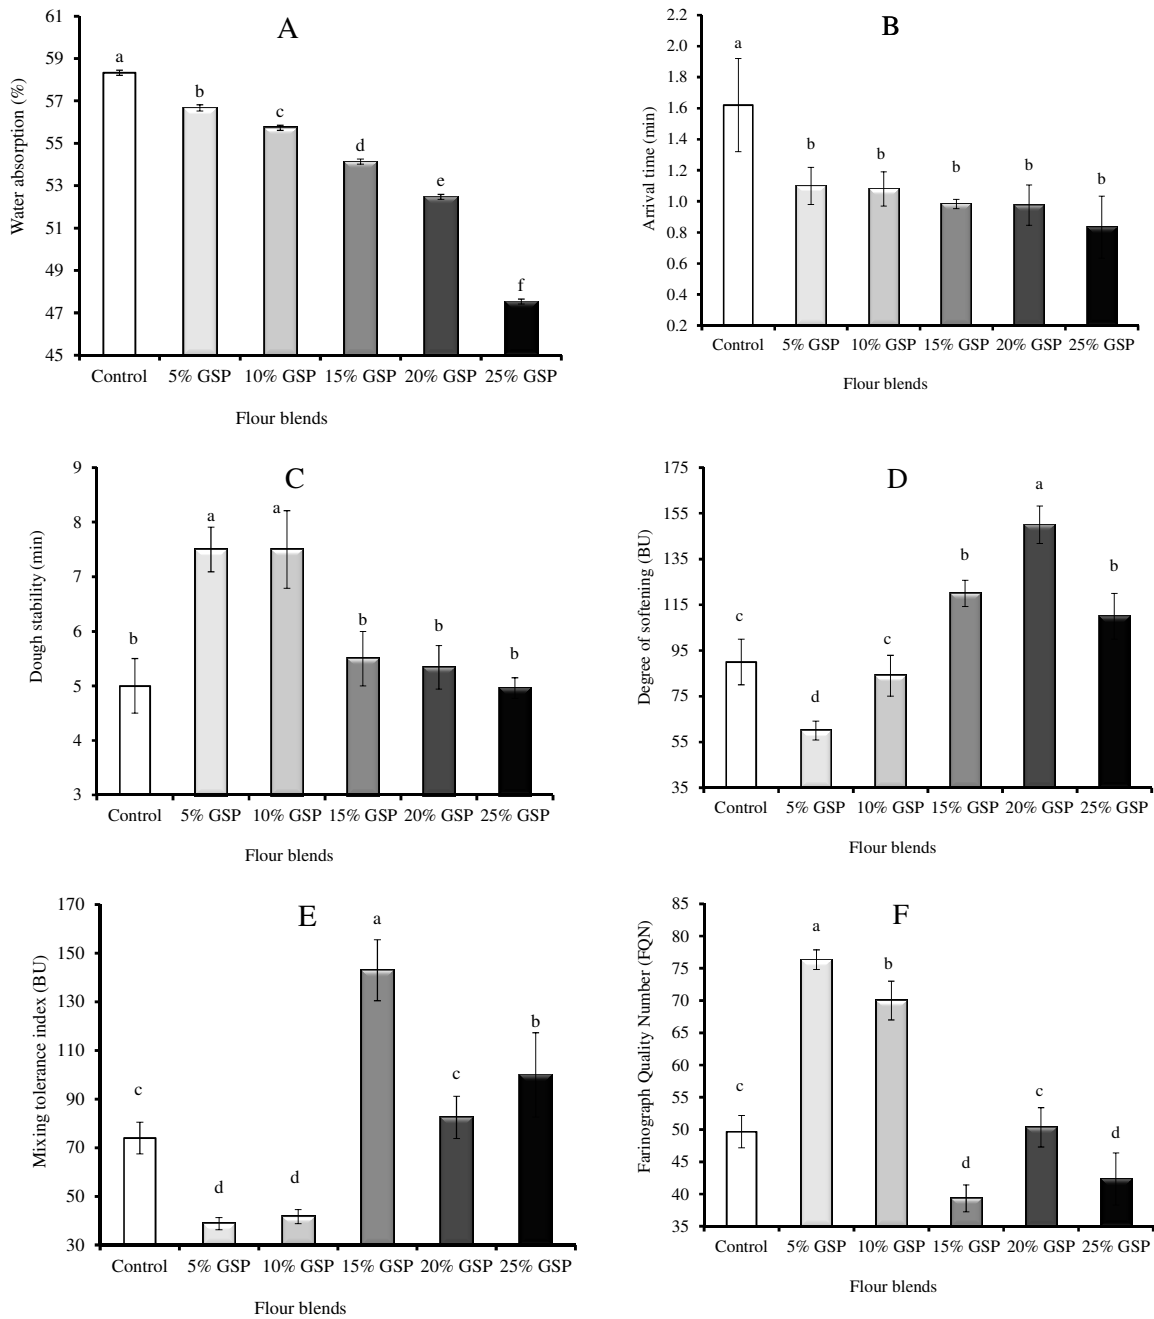 A
Water absorption (%)
61
59
57
55
53
51
49
47
45
a
b
c
d
e
f
Control 5% GSP 10% GSP 15% GSP 20% GSP 25% GSP
Flour blends
B
Arrival time (min)
2.2
2.0
1.8
1.6
1.4
1.2
1.0
0.8
0.6
0.4
0.2
a
b
b
b
b
b
Control 5% GSP 10% GSP 15% GSP 20% GSP 25% GSP
Flour blends
C
Dough stability (min)
9
8
7
6
5
4
3
b
a
a
b
b
b
Control 5% GSP 10% GSP 15% GSP 20% GSP 25% GSP
Flour blends
D
Degree of softening (BU)
175
155
135
115
95
75
55
35
c
d
c
b
a
b
Control 5% GSP 10% GSP 15% GSP 20% GSP 25% GSP
Flour blends
E
Mixing tolerance index (BU)
170
150
130
110
90
70
50
30
c
d
d
a
c
b
Control 5% GSP 10% GSP 15% GSP 20% GSP 25% GSP
Flour blends
F
Farinograph Quality Number (FQN)
85
80
75
70
65
60
55
50
45
40
35
c
a
b
d
c
d
Control 5% GSP 10% GSP 15% GSP 20% GSP 25% GSP
Flour blends